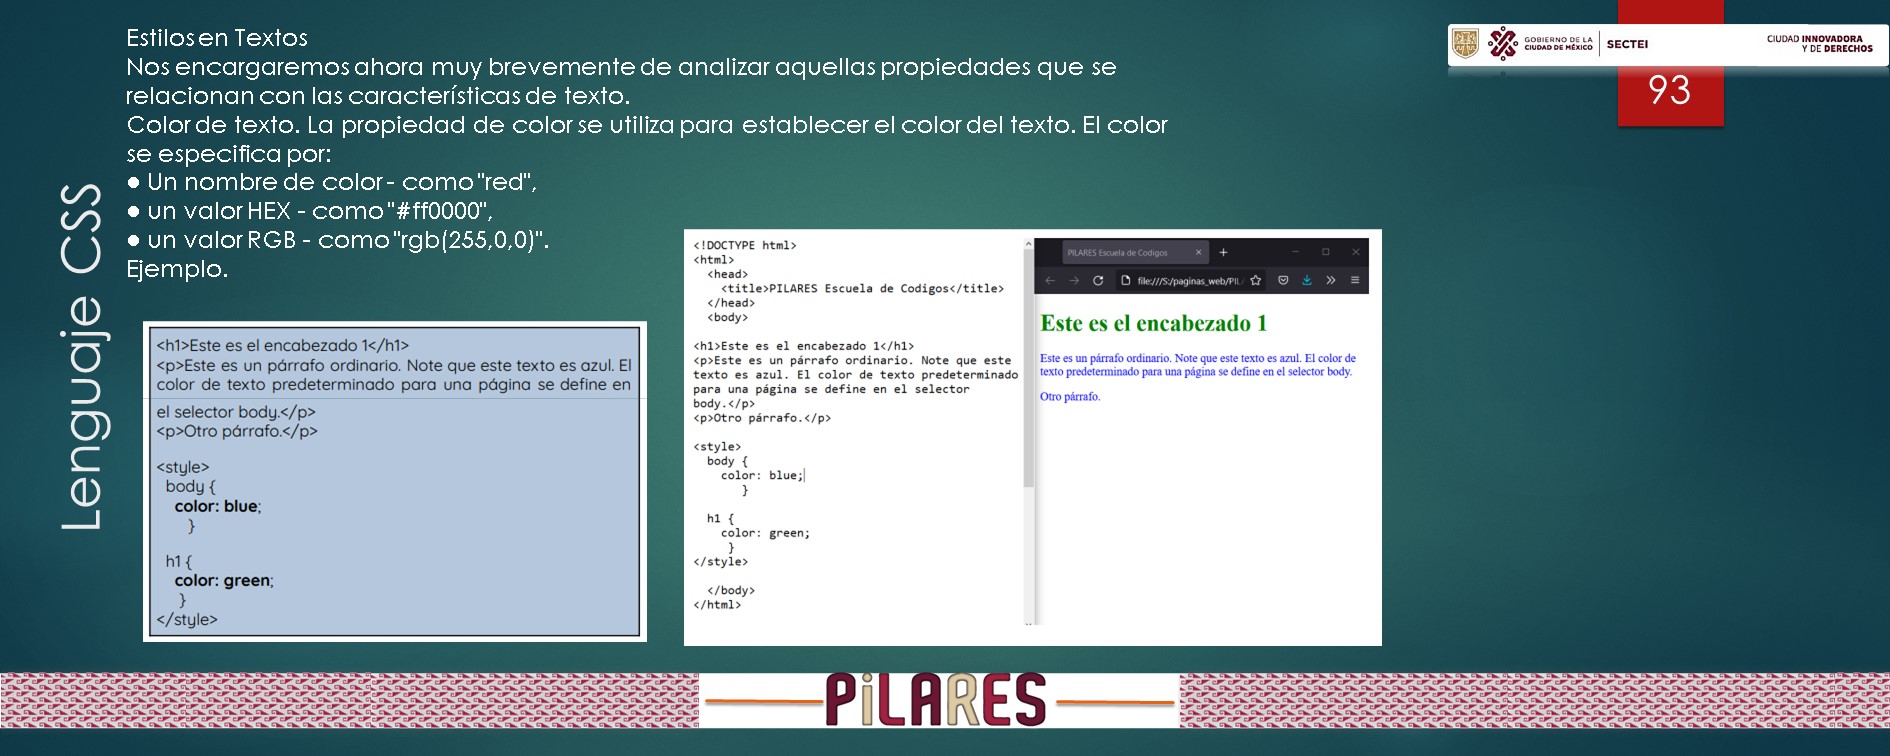 Estilos en Textos
Nos encargaremos ahora muy brevemente de analizar aquellas propiedades que se
relacionan con las características de texto.
Color de texto. La propiedad de color se utiliza para establecer el color del texto. El color
se especifica por:
● Un nombre de color - como "red",
● un valor HEX - como "#ff0000",
● un valor RGB - como "rgb(255,0,0)".
Ejemplo.
GOBIERNO DE LA
CIUDAD DE MÉXICO
SECTEI
CIUDAD INNOVADORA
Y DE DERECHOS
93
Lenguaje CSS
<h1>Este es el encabezado 1</h1>
<p>Este es un párrafo ordinario. Note que este texto es azul. El
color de texto predeterminado para una página se define en
el selector body.</p>
<p>Otro párrafo.</p>
<style>
body {
color: blue;
}
h1 {
color: green;
}
</style>
<!DOCTYPE html>
<html>
<head>
<title>PILARES Escuela de Codigos</title>
</head>
<body>
<h1>Este es el encabezado 1</h1>
<p>Este es un párrafo ordinario. Note que este
texto es azul. El color de texto predeterminado
para una página se define en el selector
body.</p>
<p>Otro párrafo.</p>
<style>
body {
color: blue;
}
h1 {
color: green;
}
</style>
</body>
</html>
PILARES Escuela de Codigos
file:///S:/paginas_web/PIL
Este es el encabezado 1
Este es un párrafo ordinario. Note que este texto es azul. El color de
texto predeterminado para una página se define en el selector body.
Otro párrafo.
PiLARES